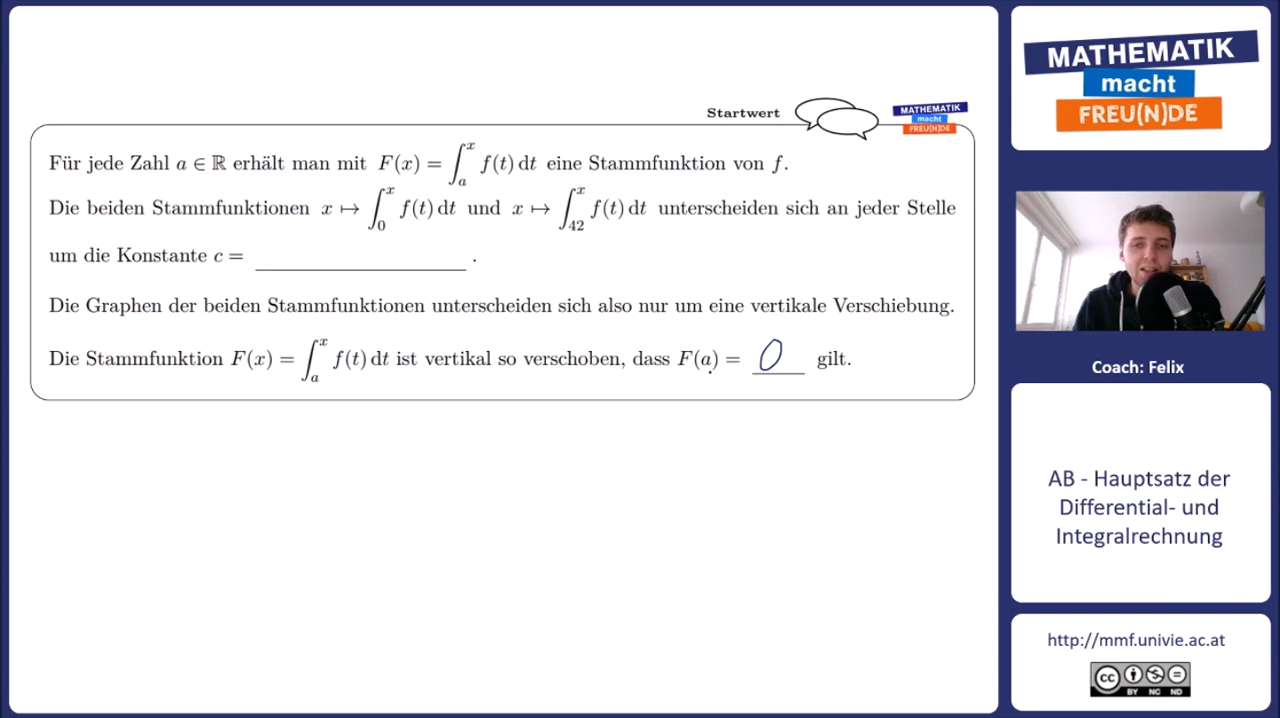 Startwert
MATHEMATIK
macht
FREU(N)DE
Für jede Zahl a ∈ ℝ erhält man mit F(x) = ∫_a^x f(t) dt eine Stammfunktion von f.
Die beiden Stammfunktionen x ↦ ∫_0^x f(t) dt und x ↦ ∫_42^x f(t) dt unterscheiden sich an jeder Stelle
um die Konstante c = ____________ .
Die Graphen der beiden Stammfunktionen unterscheiden sich also nur um eine vertikale Verschiebung.
Die Stammfunktion F(x) = ∫_a^x f(t) dt ist vertikal so verschoben, dass F(a) = 0 gilt.
MATHEMATIK
macht
FREU(N)DE
Coach: Felix
AB - Hauptsatz der
Differential- und
Integralrechnung
http://mmf.univie.ac.at
cc
BY NC ND